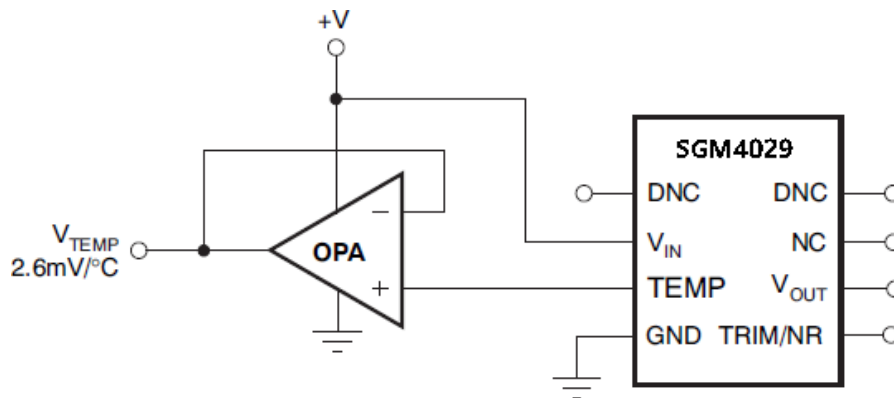 +V
SGM4029
DNC DNC
V_IN NC
TEMP V_OUT
GND TRIM/NR
−
OPA
+
V_TEMP
2.6mV/°C